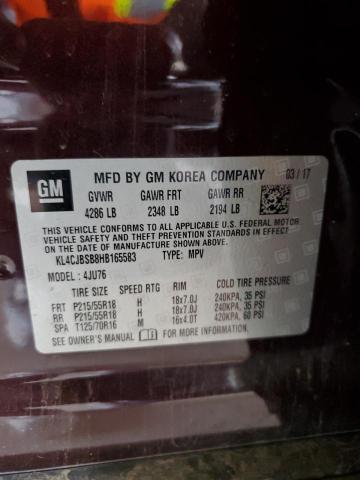 GM MFD BY GM KOREA COMPANY 03/17
GVWR GAWR FRT GAWR RR
4286 LB 2348 LB 2194 LB
THIS VEHICLE CONFORMS TO ALL APPLICABLE U.S. FEDERAL MOTOR
VEHICLE SAFETY, BUMPER, AND THEFT PREVENTION STANDARDS IN
EFFECT ON THE DATE OF MANUFACTURE SHOWN ABOVE.
KL4CJBSB8HB165583 TYPE: MPV
MODEL: 4JU76
TIRE SIZE SPEED RTG RIM COLD TIRE PRESSURE
FRT P215/55R18 H 18x7.0J 240KPA, 35 PSI
RR P215/55R18 H 18x7.0J 240KPA, 35 PSI
SPA T125/70R16 M 16x4.0T 420KPA, 60 PSI
SEE OWNER'S MANUAL FOR MORE INFORMATION.